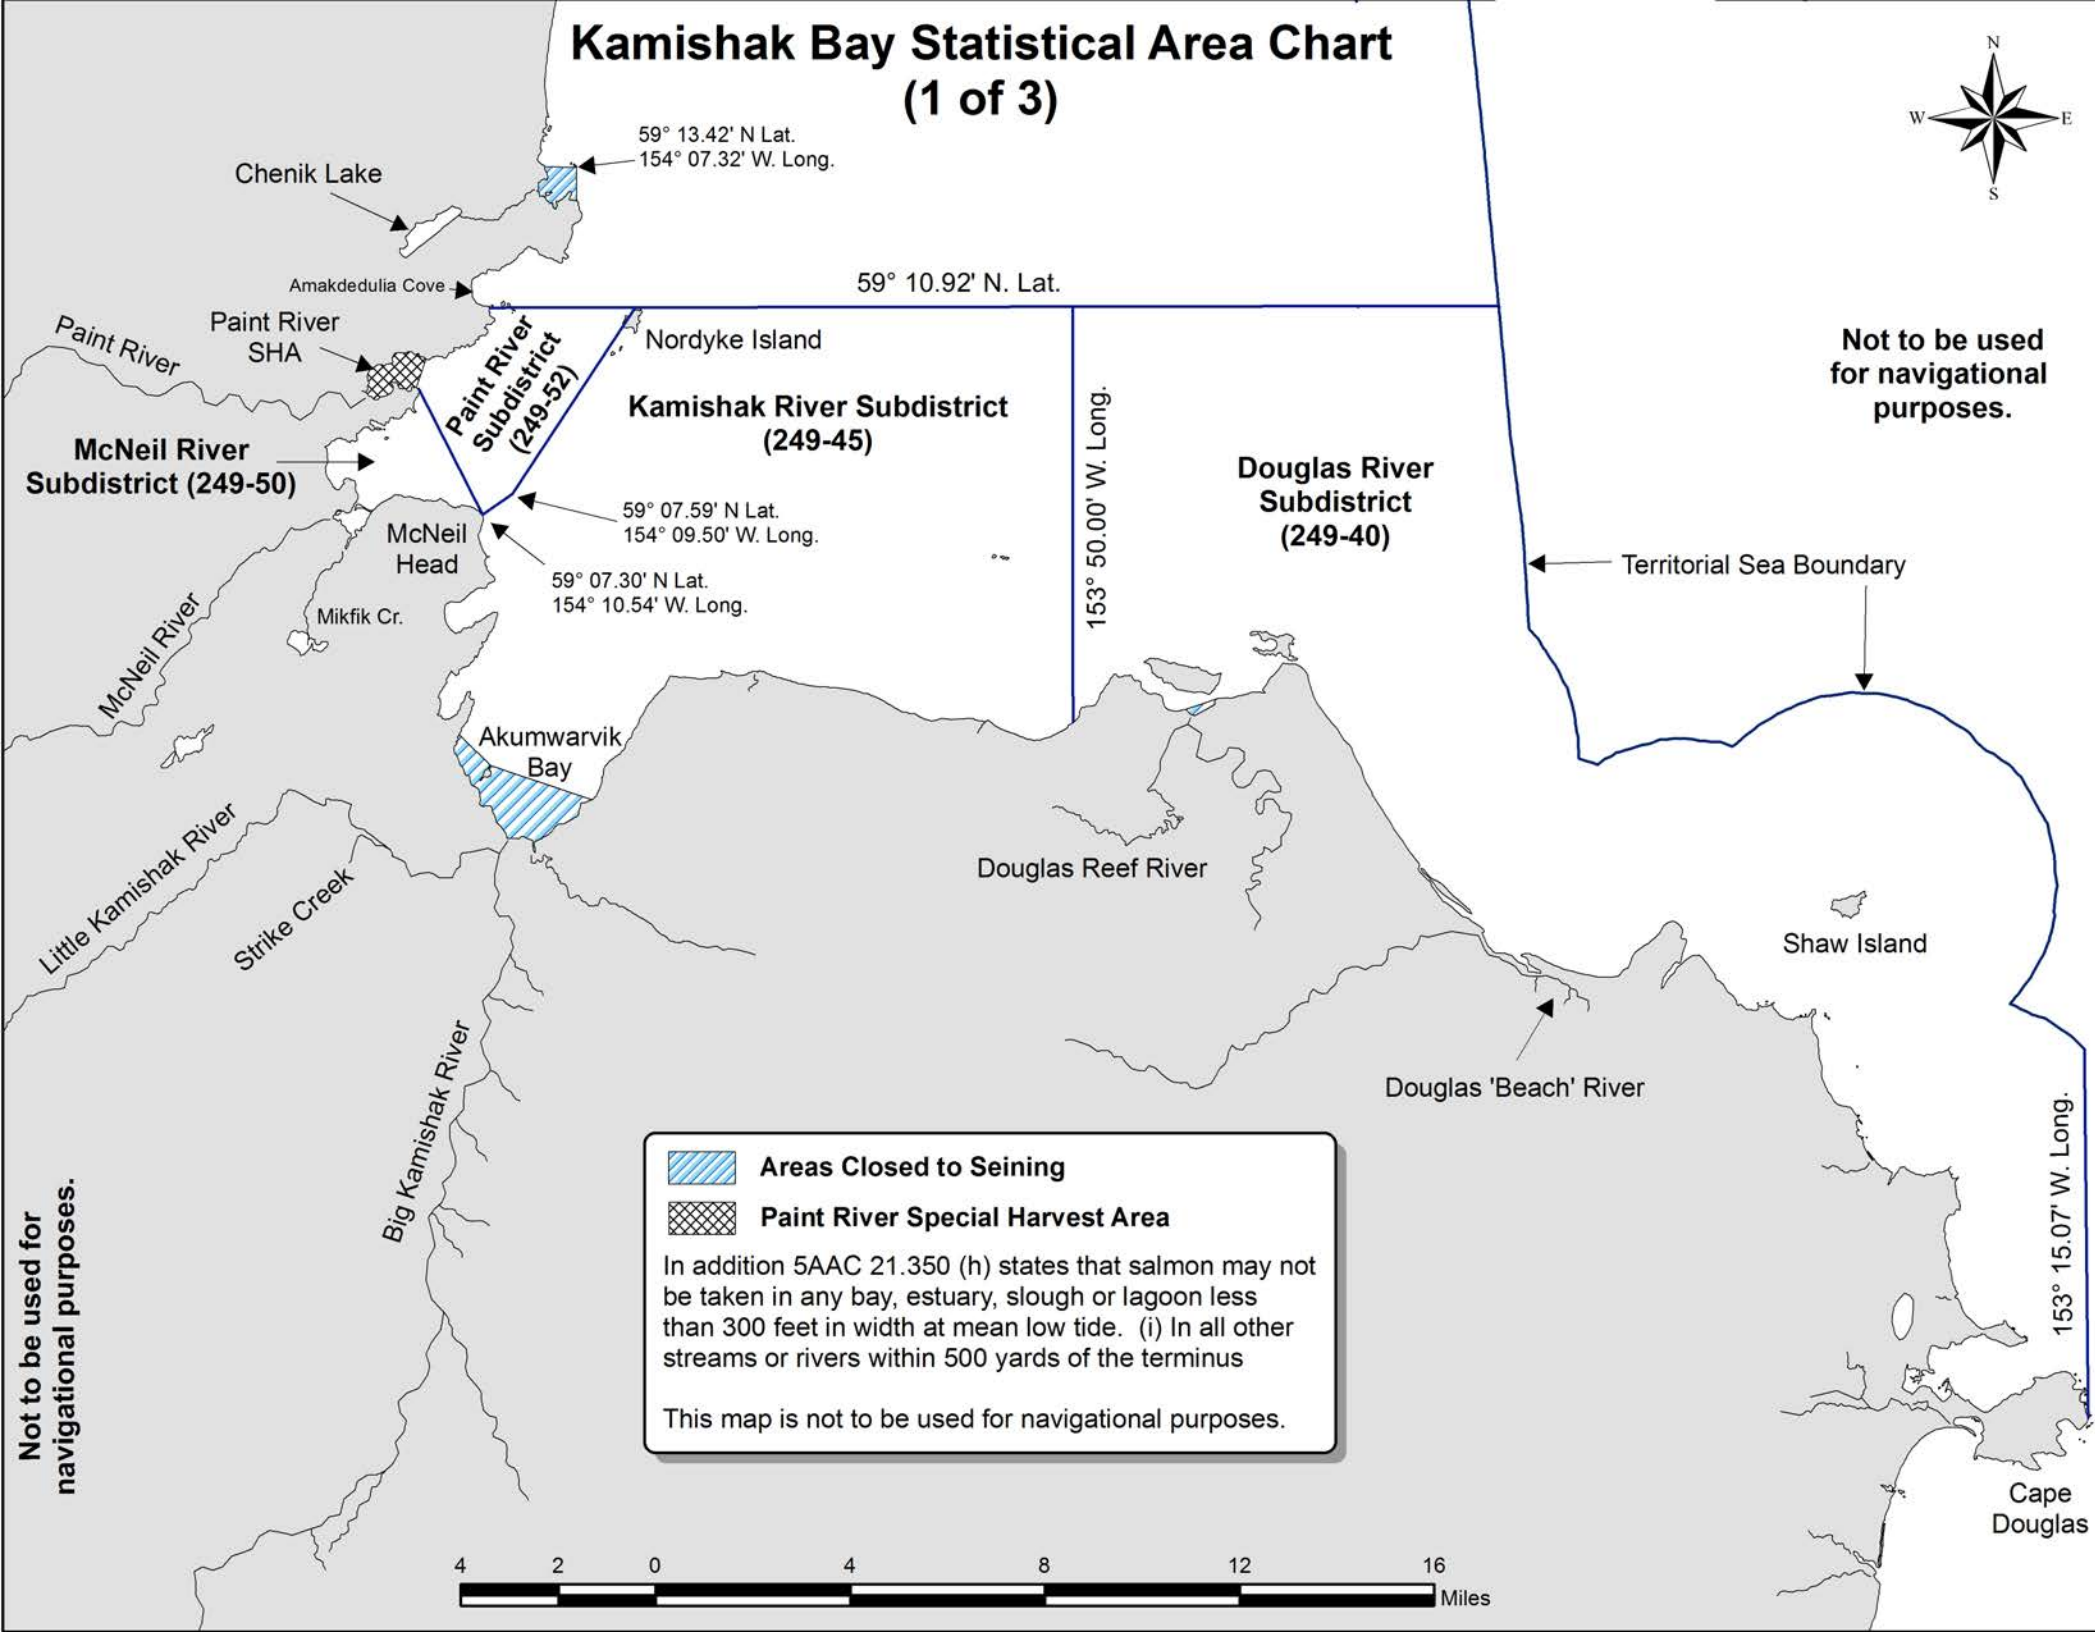 Kamishak Bay Statistical Area Chart
(1 of 3)
N
W
E
S
59° 13.42' N Lat.
154° 07.32' W. Long.
Chenik Lake
Amakdedulia Cove
59° 10.92' N. Lat.
Paint River
Paint River
SHA
Paint River
Subdistrict
(249-52)
Nordyke Island
Not to be used
for navigational
purposes.
Kamishak River Subdistrict
(249-45)
153° 50.00' W. Long.
McNeil River
Subdistrict (249-50)
Douglas River
Subdistrict
(249-40)
59° 07.59' N Lat.
154° 09.50' W. Long.
McNeil
Head
59° 07.30' N Lat.
154° 10.54' W. Long.
Territorial Sea Boundary
Mikfik Cr.
McNeil River
Akumwarvik
Bay
Little Kamishak River
Strike Creek
Douglas Reef River
Shaw Island
Big Kamishak River
Douglas 'Beach' River
153° 15.07' W. Long.
Not to be used for
navigational purposes.
Areas Closed to Seining
Paint River Special Harvest Area
In addition 5AAC 21.350 (h) states that salmon may not
be taken in any bay, estuary, slough or lagoon less
than 300 feet in width at mean low tide. (i) In all other
streams or rivers within 500 yards of the terminus
This map is not to be used for navigational purposes.
Cape
Douglas
4 2 0 4 8 12 16
Miles